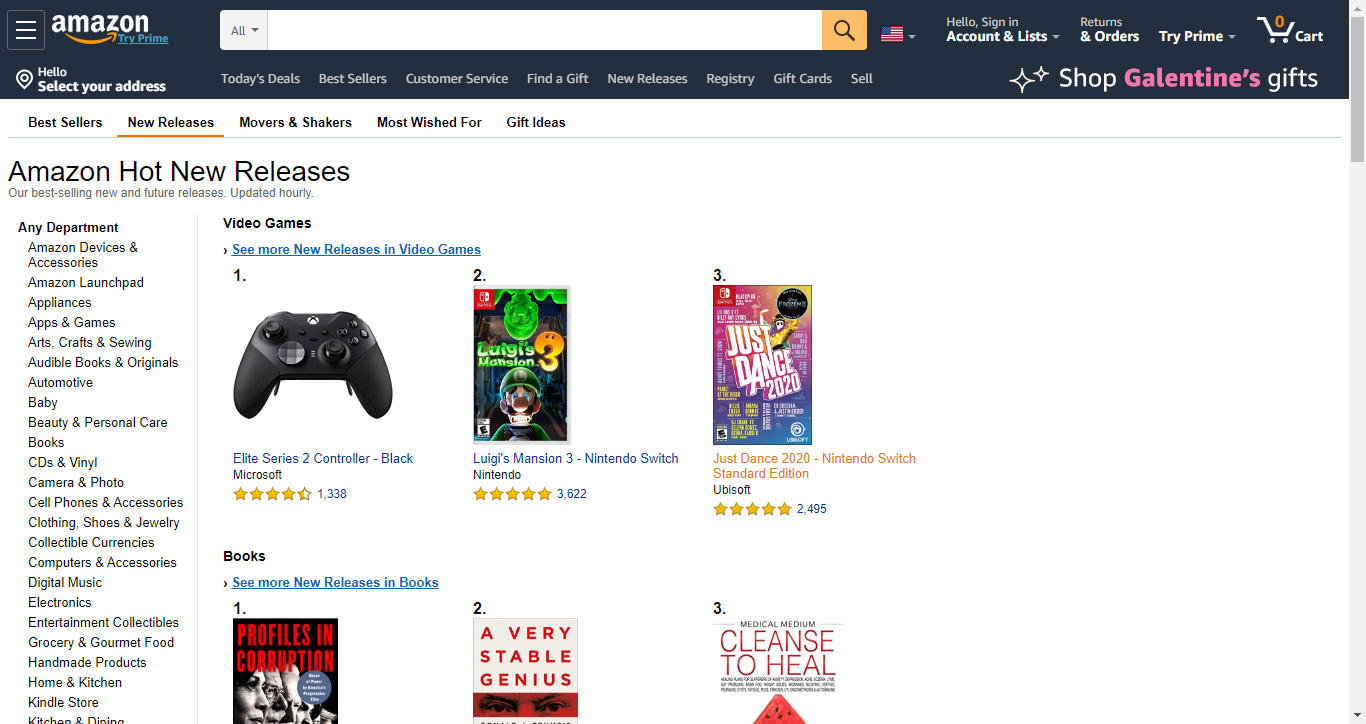 amazon
Try Prime
All
Hello, Sign in
Account & Lists
Returns
& Orders
Try Prime
0
Cart
Hello
Select your address
Today's Deals
Best Sellers
Customer Service
Find a Gift
New Releases
Registry
Gift Cards
Sell
Shop Galentine's gifts
Best Sellers
New Releases
Movers & Shakers
Most Wished For
Gift Ideas
Amazon Hot New Releases
Our best-selling new and future releases. Updated hourly.
Any Department
Amazon Devices &
Accessories
Amazon Launchpad
Appliances
Apps & Games
Arts, Crafts & Sewing
Audible Books & Originals
Automotive
Baby
Beauty & Personal Care
Books
CDs & Vinyl
Camera & Photo
Cell Phones & Accessories
Clothing, Shoes & Jewelry
Collectible Currencies
Computers & Accessories
Digital Music
Electronics
Entertainment Collectibles
Grocery & Gourmet Food
Handmade Products
Home & Kitchen
Kindle Store
Kitchen & Dining
Video Games
› See more New Releases in Video Games
1.
Elite Series 2 Controller - Black
Microsoft
1,338
2.
Luigi's
Mansion 3
Luigi's Mansion 3 - Nintendo Switch
Nintendo
3,622
3.
JUST
DANCE
2020
UBISOFT
Just Dance 2020 - Nintendo Switch
Standard Edition
Ubisoft
2,495
Books
› See more New Releases in Books
1.
PROFILES IN
CORRUPTION
Abuse
of Power
by America's
Progressive
Elite
2.
A VERY
STABLE
GENIUS
3.
MEDICAL MEDIUM
CLEANSE
TO HEAL